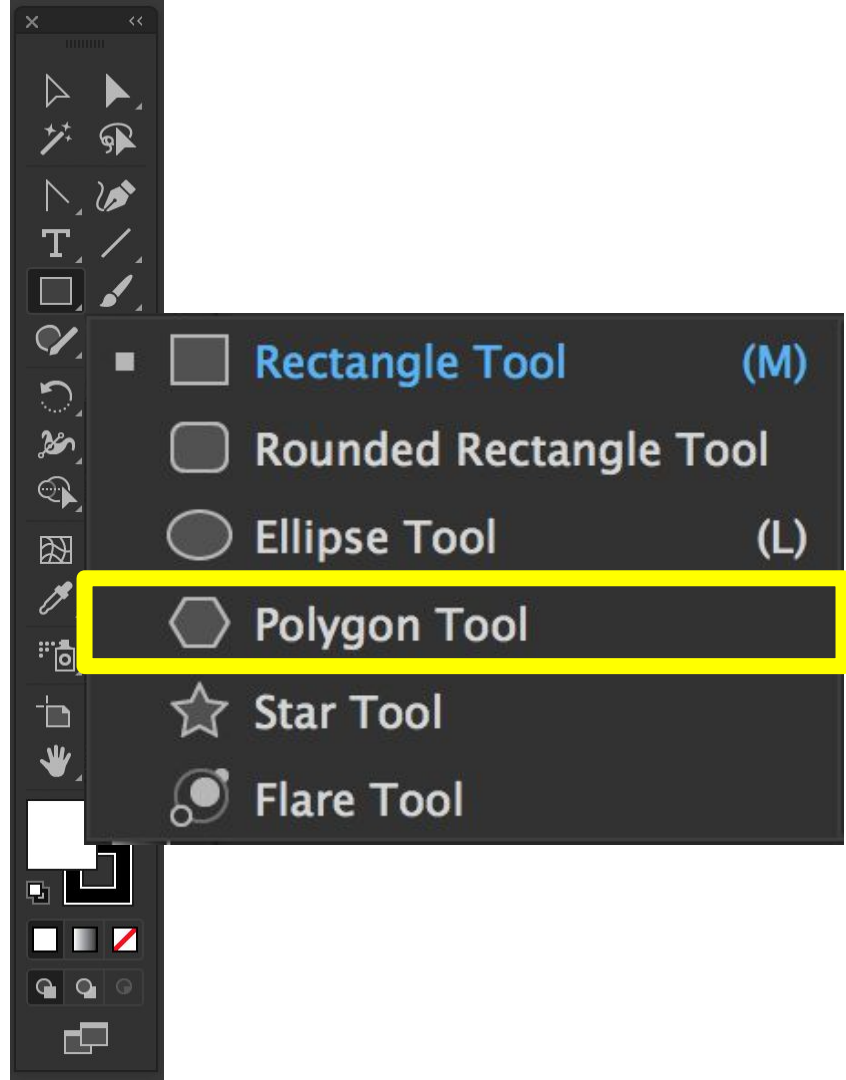 Rectangle Tool (M)
Rounded Rectangle Tool
Ellipse Tool (L)
Polygon Tool
Star Tool
Flare Tool